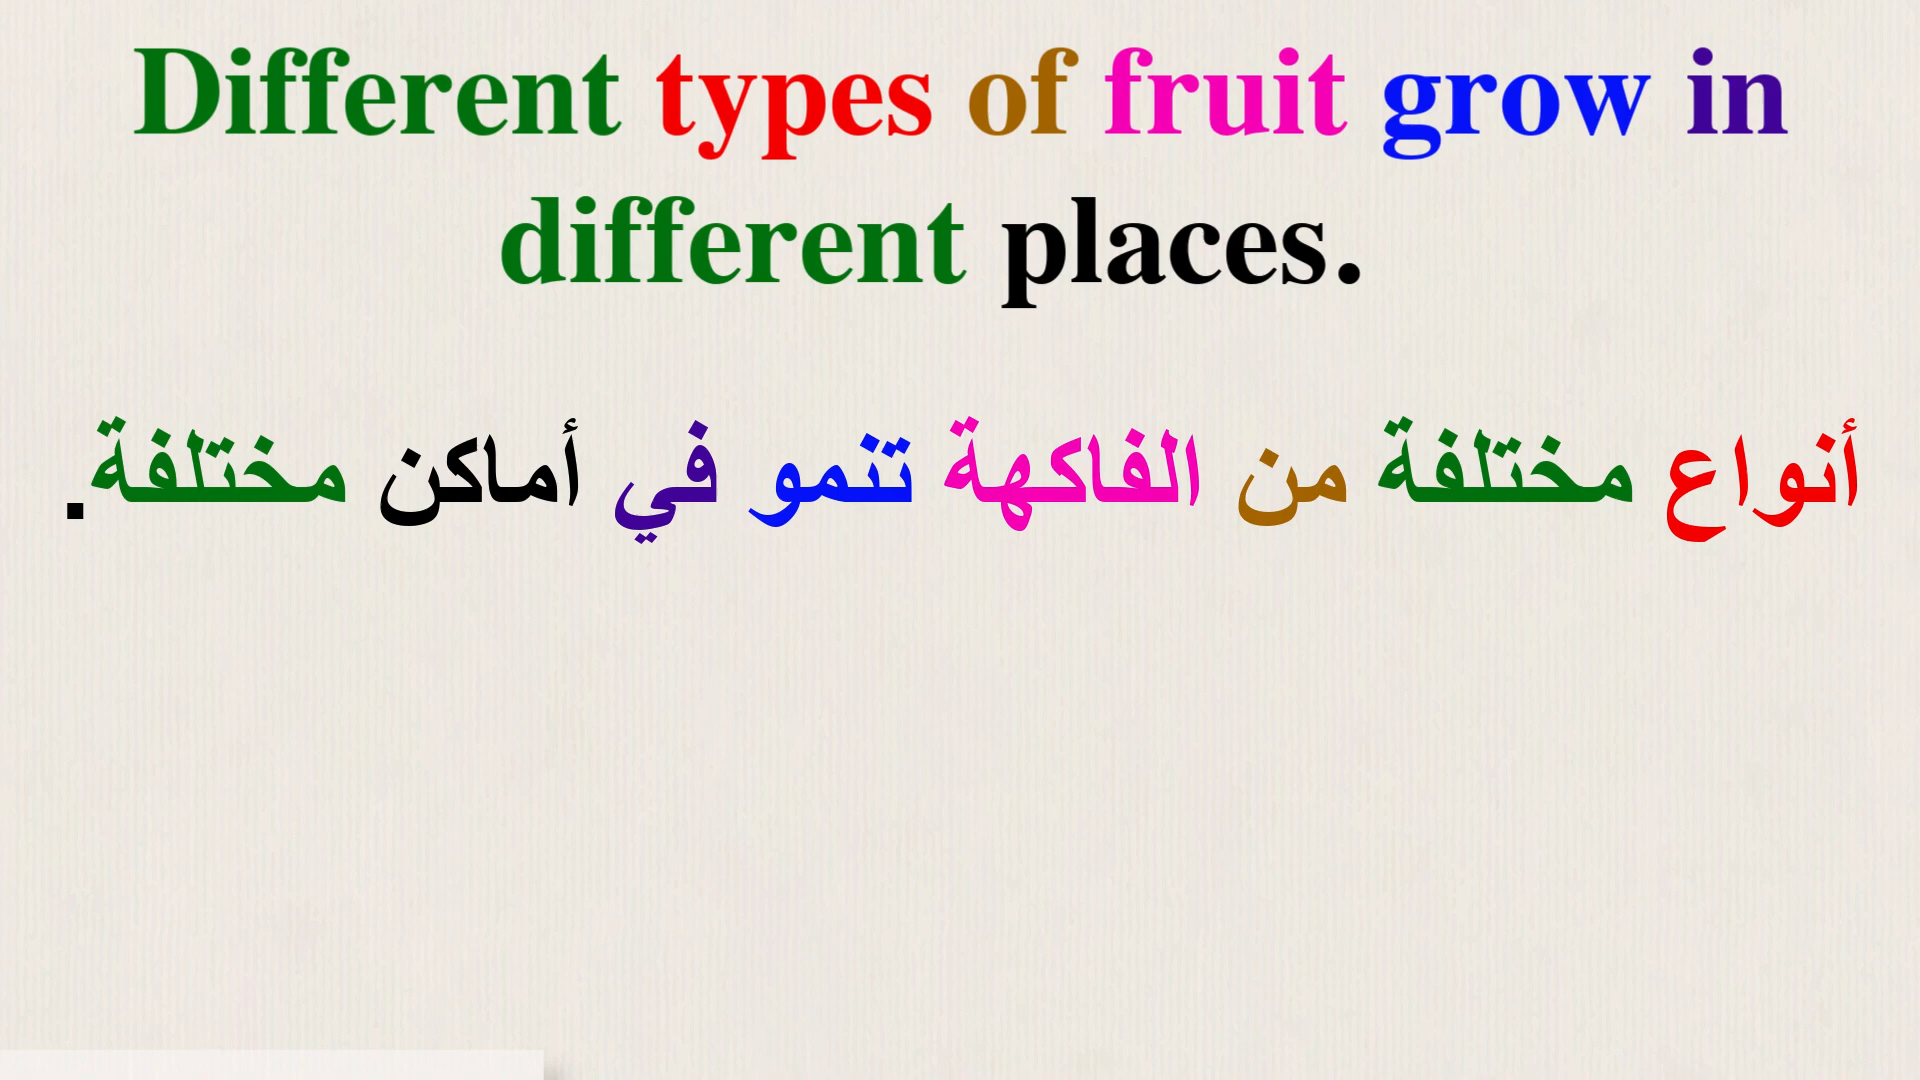 Different types of fruit grow in
different places.
أنواع مختلفة من الفاكهة تنمو في أماكن مختلفة.